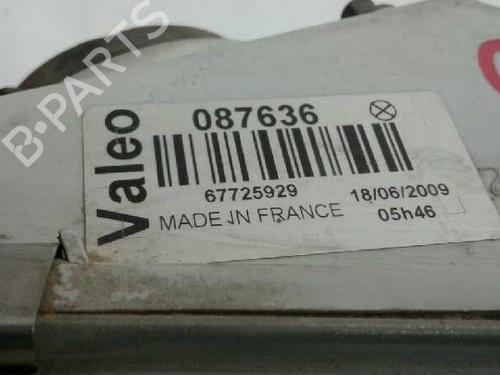 B-PARTS
Valeo
087636
67725929
18/06/2009
MADE IN FRANCE
05h46